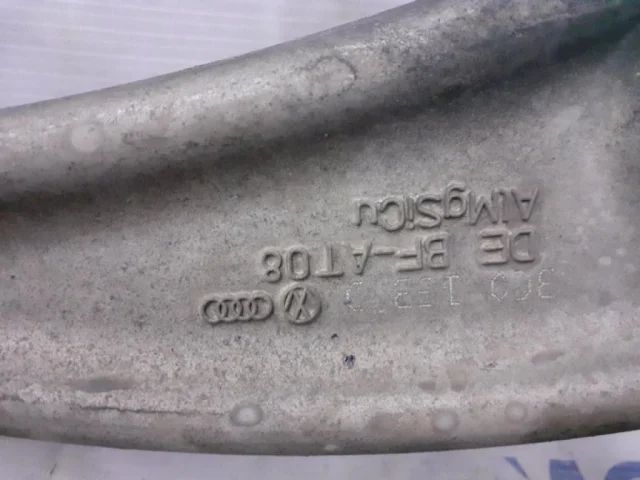 3C0
DE BF-AT08
AlMgSiCu